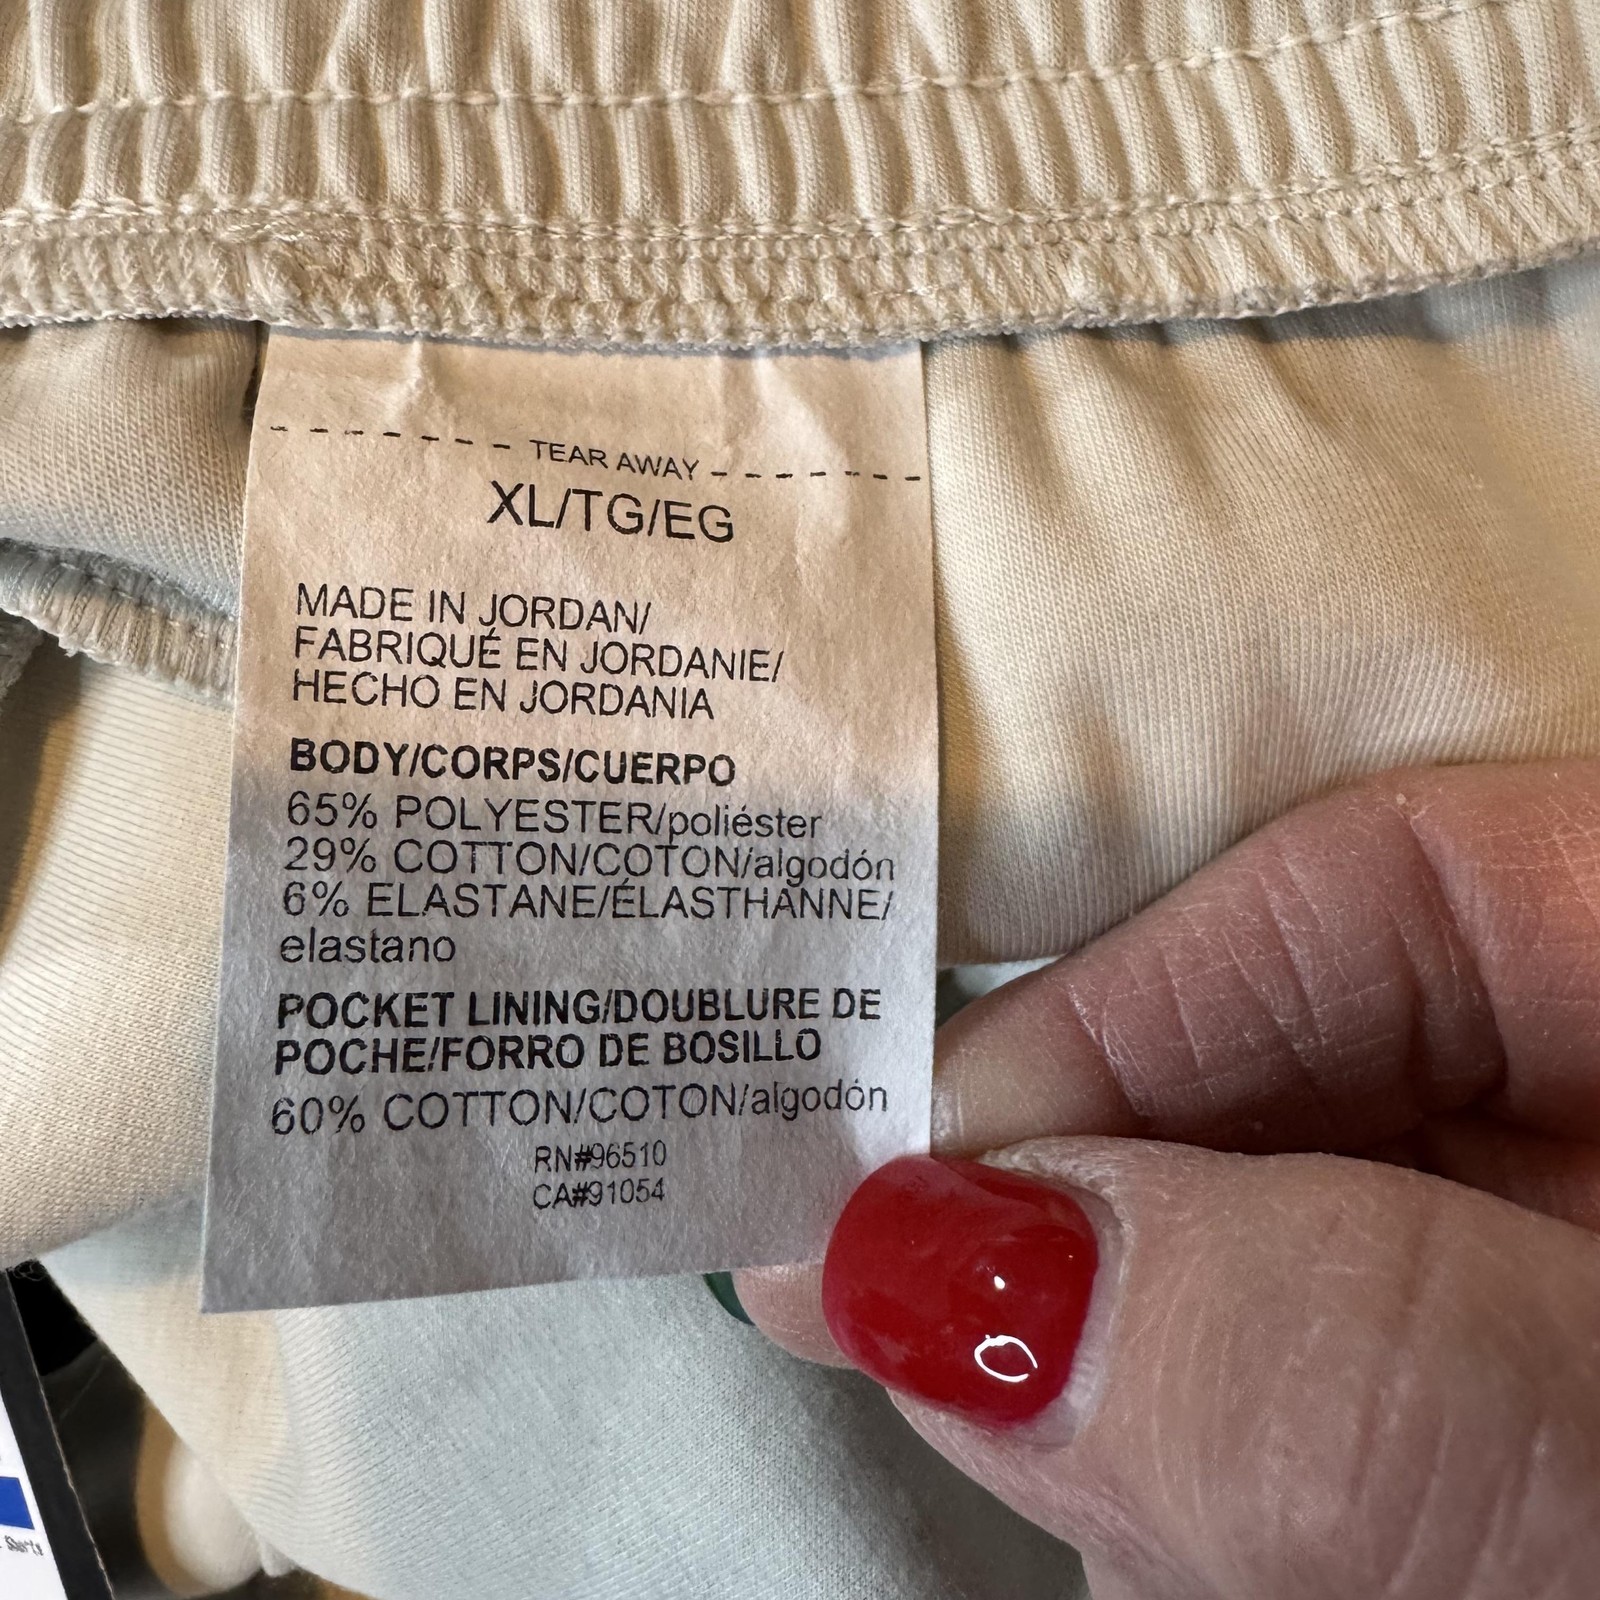 TEAR AWAY
XL/TG/EG
MADE IN JORDAN/
FABRIQUÉ EN JORDANIE/
HECHO EN JORDANIA
BODY/CORPS/CUERPO
65% POLYESTER/poliéster
29% COTTON/COTON/algodón
6% ELASTANE/ÉLASTHANNE/
elastano
POCKET LINING/DOUBLURE DE
POCHE/FORRO DE BOSILLO
60% COTTON/COTON/algodón
RN#96510
CA#91054
Shorts